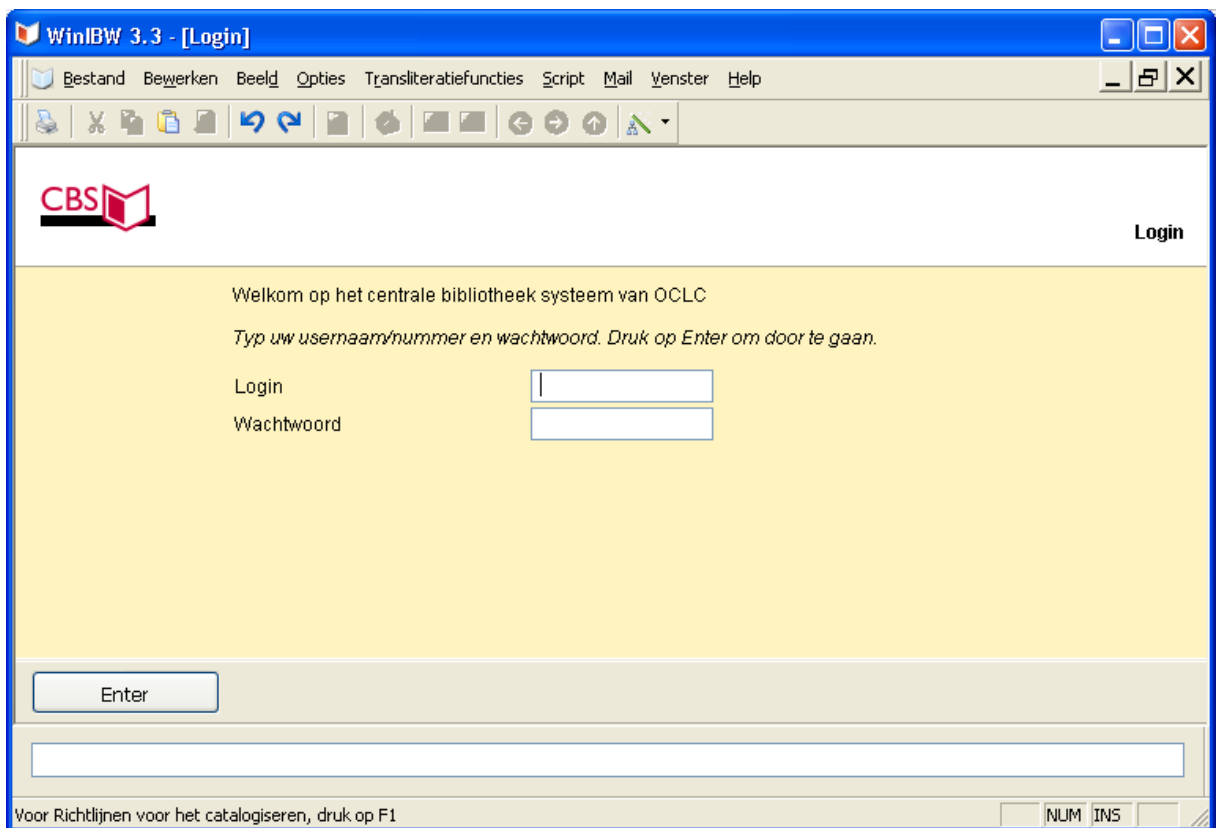 WinIBW 3.3 - [Login]
Bestand Bewerken Beeld Opties Transliteratiefuncties Script Mail Venster Help
CBS
Login
Welkom op het centrale bibliotheek systeem van OCLC
Typ uw usernaam/nummer en wachtwoord. Druk op Enter om door te gaan.
Login
Wachtwoord
Enter
Voor Richtlijnen voor het catalogiseren, druk op F1 NUM INS